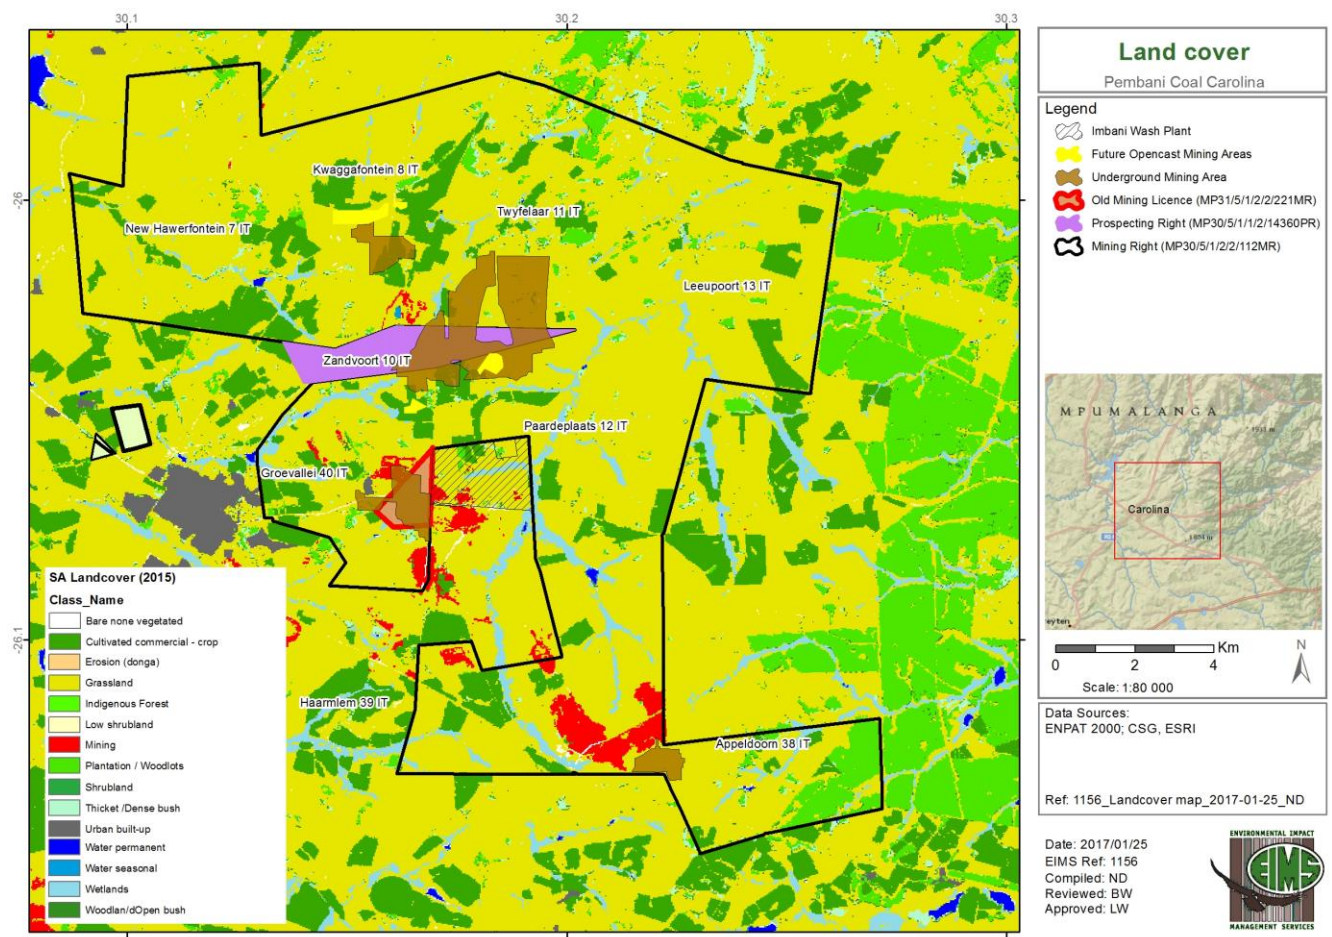 30.1
30.2
30.3
-26
-26.1
Kwaggafontein 8 IT
Twyfelaar 11 IT
New Hawerfontein 7 IT
Leeupoort 13 IT
Zandvoort 10 IT
Paardeplaats 12 IT
Groevallei 40 IT
Haarmlem 39 IT
Appeldoorn 38 IT
SA Landcover (2015)
Class_Name
Bare none vegetated
Cultivated commercial - crop
Erosion (donga)
Grassland
Indigenous Forest
Low shrubland
Mining
Plantation / Woodlots
Shrubland
Thicket /Dense bush
Urban built-up
Water permanent
Water seasonal
Wetlands
Woodlan/dOpen bush
Land cover
Pembani Coal Carolina
Legend
Imbani Wash Plant
Future Opencast Mining Areas
Underground Mining Area
Old Mining Licence (MP31/5/1/2/2/221MR)
Prospecting Right (MP30/5/1/1/2/14360PR)
Mining Right (MP30/5/1/2/2/112MR)
MPUMALANGA
Carolina
eyten
0 2 4 Km
N
Scale: 1:80 000
Data Sources:
ENPAT 2000; CSG, ESRI
Ref: 1156_Landcover map_2017-01-25_ND
Date: 2017/01/25
EIMS Ref: 1156
Compiled: ND
Reviewed: BW
Approved: LW
ENVIRONMENTAL IMPACT
EIMS
MANAGEMENT SERVICES